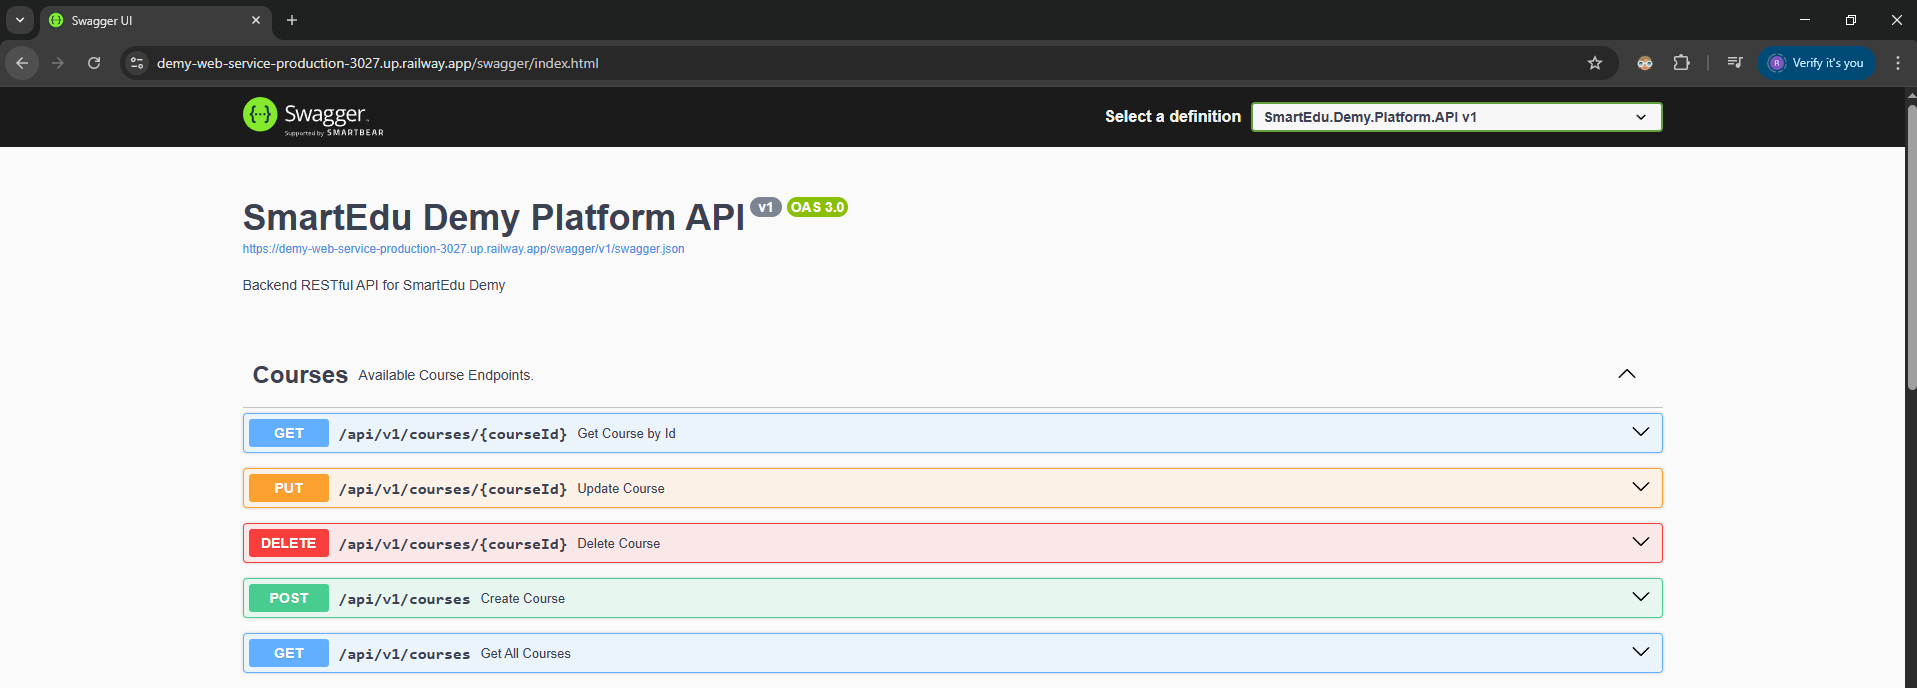 Swagger UI
demy-web-service-production-3027.up.railway.app/swagger/index.html
R
Verify it's you
Swagger
Supported by SMARTBEAR
Select a definition
SmartEdu.Demy.Platform.API v1
SmartEdu Demy Platform API v1 OAS 3.0
https://demy-web-service-production-3027.up.railway.app/swagger/v1/swagger.json
Backend RESTful API for SmartEdu Demy
Courses Available Course Endpoints.
GET /api/v1/courses/{courseId} Get Course by Id
PUT /api/v1/courses/{courseId} Update Course
DELETE /api/v1/courses/{courseId} Delete Course
POST /api/v1/courses Create Course
GET /api/v1/courses Get All Courses